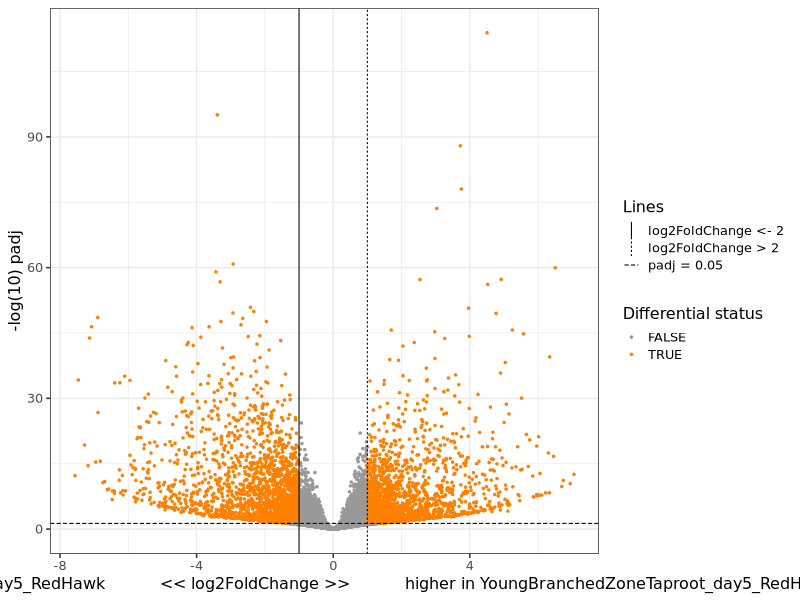 90
60
30
0
-log(10) padj
-8
-4
0
4
ay5_RedHawk << log2FoldChange >> higher in YoungBranchedZoneTaproot_day5_RedH
Lines
log2FoldChange <- 2
log2FoldChange > 2
padj = 0.05
Differential status
FALSE
TRUE